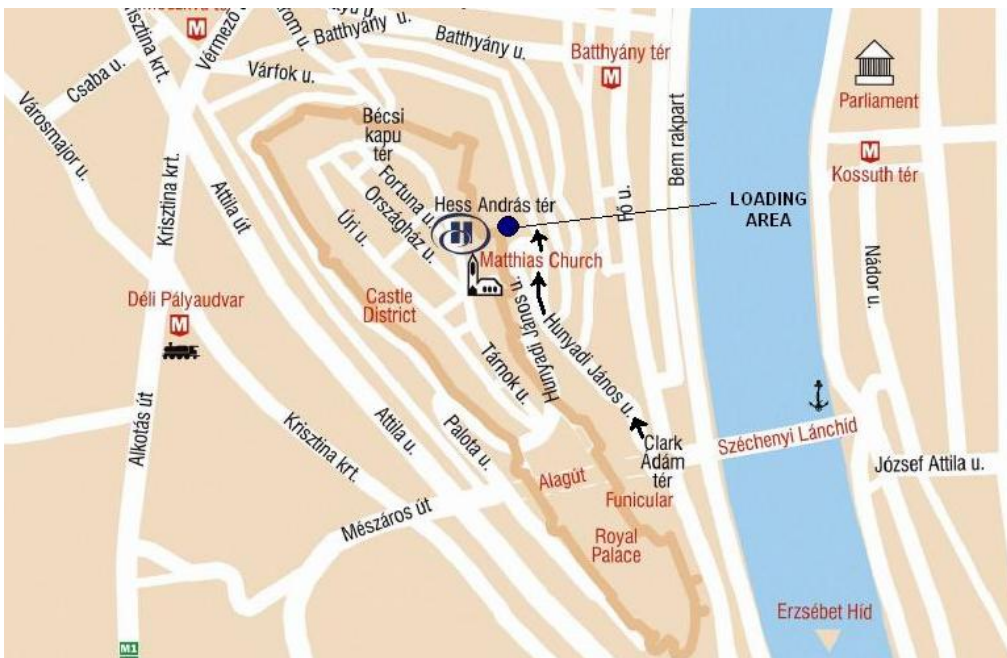 M
Krisztina krt.
Vérmező
Batthyány u.
Batthyány u.
Várfok u.
Csaba u.
Városmajor u.
Krisztina krt.
Attila út
Bécsi
kapu
tér
Fortuna u.
Országház u.
Úri u.
Hess András tér
H
Matthias Church
Castle
District
Déli Pályaudvar
M
Batthyány tér
M
Fő u.
Bem rakpart
Parliament
M
Kossuth tér
LOADING
AREA
Nádor u.
Hunyadi János u.
Hunyadi János u.
Tárnok u.
Palota u.
Attila u.
Krisztina krt.
Alkotás út
Mészáros út
Alagút
Clark
Ádám
tér
Funicular
Royal
Palace
Széchenyi Lánchíd
József Attila u.
Erzsébet Híd
M1